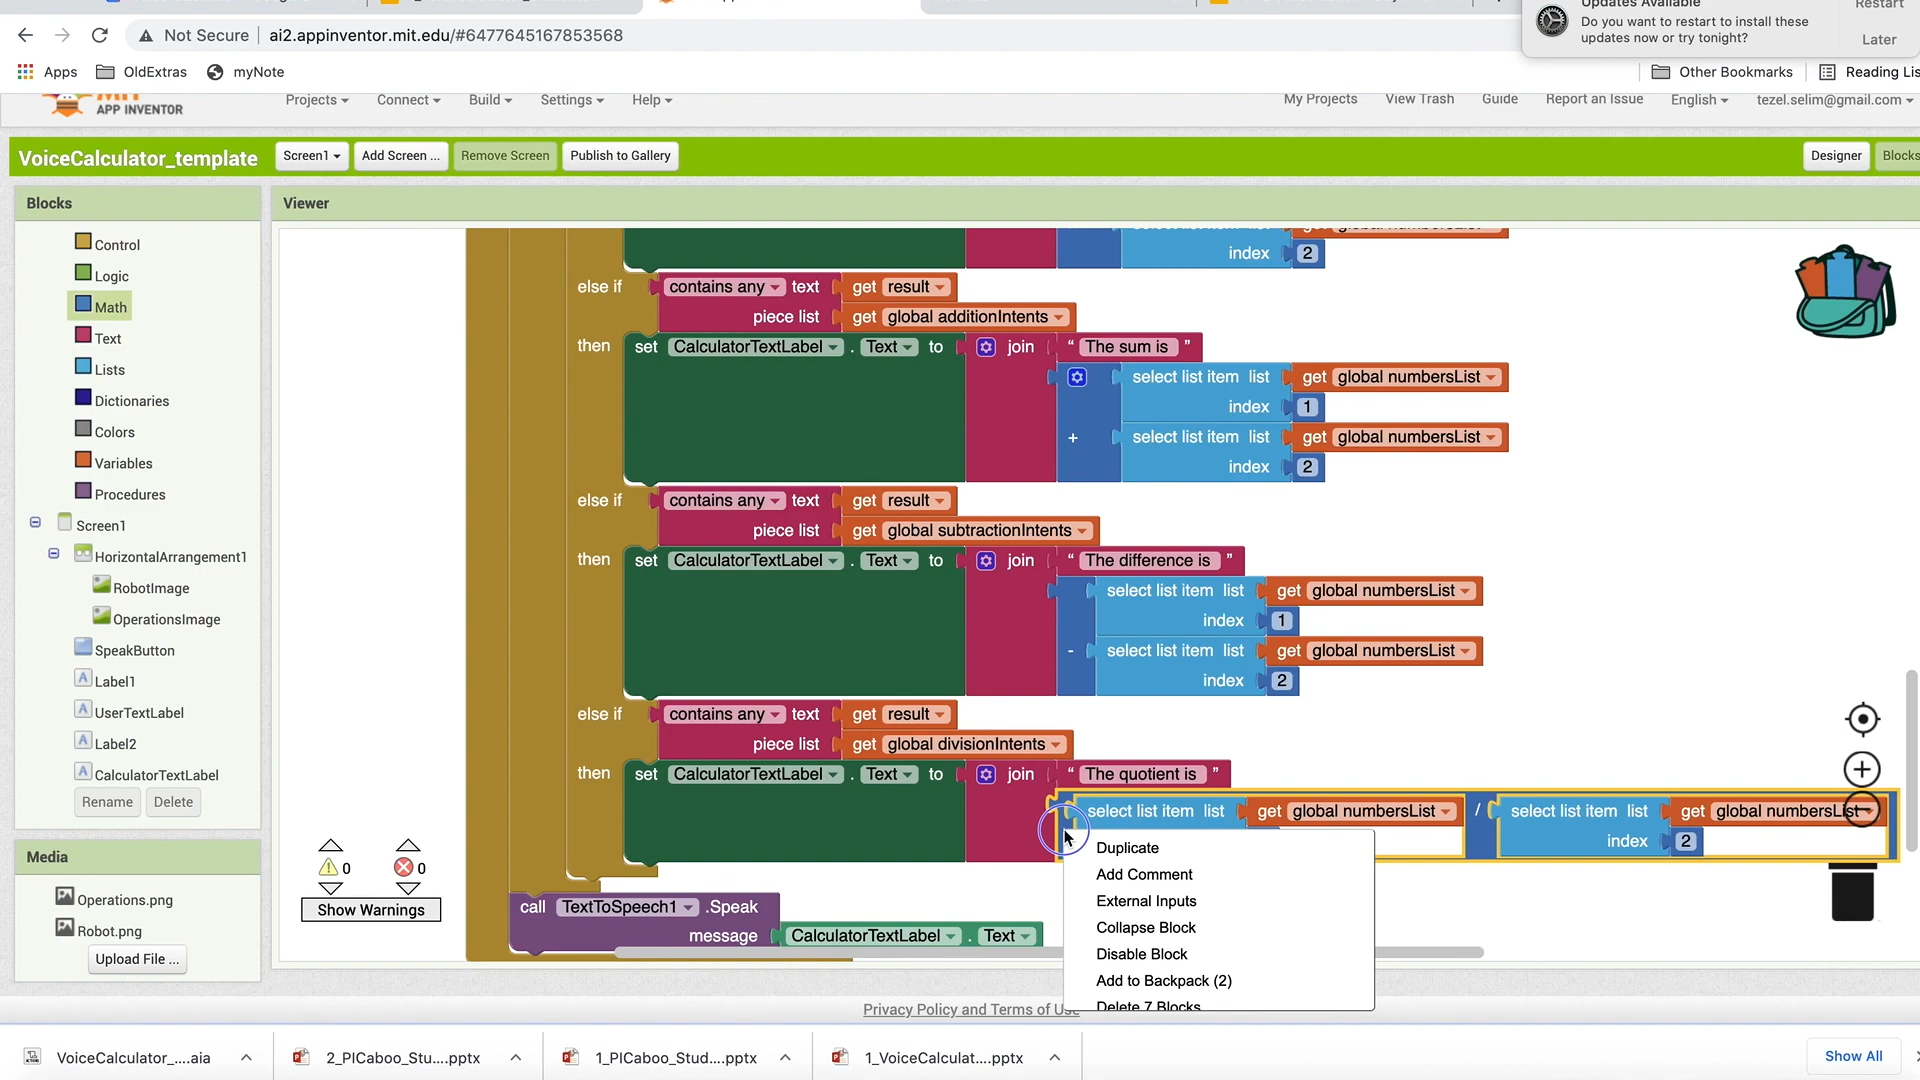 Updates Available
Restart
Do you want to restart to install these
updates now or try tonight?
Later
Not Secure ai2.appinventor.mit.edu/#6477645167853568
Apps OldExtras myNote Other Bookmarks Reading Lis
MIT
APP INVENTOR
Projects Connect Build Settings Help My Projects View Trash Guide Report an Issue English tezel.selim@gmail.com
VoiceCalculator_template Screen1 Add Screen ... Remove Screen Publish to Gallery Designer Blocks
Blocks
Viewer
Control
Logic
Math
Text
Lists
Dictionaries
Colors
Variables
Procedures
Screen1
HorizontalArrangement1
RobotImage
OperationsImage
SpeakButton
Label1
UserTextLabel
Label2
CalculatorTextLabel
Rename Delete
Media
Operations.png
Robot.png
Upload File ...
index 2
else if contains any text get result
piece list get global additionIntents
then set CalculatorTextLabel . Text to join “ The sum is ”
select list item list get global numbersList
index 1
+ select list item list get global numbersList
index 2
else if contains any text get result
piece list get global subtractionIntents
then set CalculatorTextLabel . Text to join “ The difference is ”
select list item list get global numbersList
index 1
- select list item list get global numbersList
index 2
else if contains any text get result
piece list get global divisionIntents
then set CalculatorTextLabel . Text to join “ The quotient is ”
select list item list get global numbersList / select list item list get global numbersList
index 2
Duplicate
Add Comment
External Inputs
Collapse Block
Disable Block
Add to Backpack (2)
Delete 7 Blocks
0 0
Show Warnings
call TextToSpeech1 .Speak
message CalculatorTextLabel . Text
Privacy Policy and Terms of Use
VoiceCalculator_....aia 2_PICaboo_Stu....pptx 1_PICaboo_Stud....pptx 1_VoiceCalculat....pptx Show All